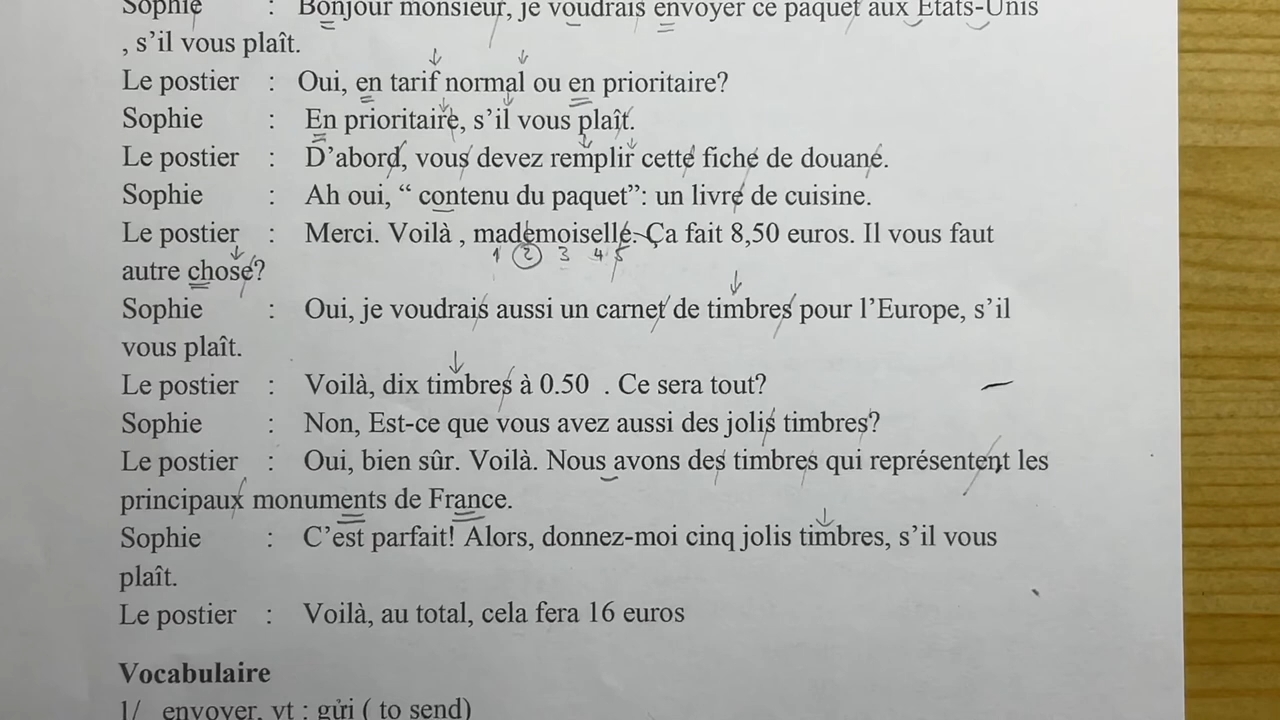 Sophie : Bonjour monsieur, je voudrais envoyer ce paquet aux Etats-Unis
, s'il vous plaît.
Le postier : Oui, en tarif normal ou en prioritaire?
Sophie : En prioritaire, s'il vous plaît.
Le postier : D'abord, vous devez remplir cette fiche de douane.
Sophie : Ah oui, “ contenu du paquet”: un livre de cuisine.
Le postier : Merci. Voilà , mademoiselle. Ça fait 8,50 euros. Il vous faut
1 2 3 4 5
autre chose?
Sophie : Oui, je voudrais aussi un carnet de timbres pour l'Europe, s'il
vous plaît.
Le postier : Voilà, dix timbres à 0.50 . Ce sera tout?
Sophie : Non, Est-ce que vous avez aussi des jolis timbres?
Le postier : Oui, bien sûr. Voilà. Nous avons des timbres qui représentent les
principaux monuments de France.
Sophie : C'est parfait! Alors, donnez-moi cinq jolis timbres, s'il vous
plaît.
Le postier : Voilà, au total, cela fera 16 euros
Vocabulaire
1/ envoyer, vt : gửi ( to send)